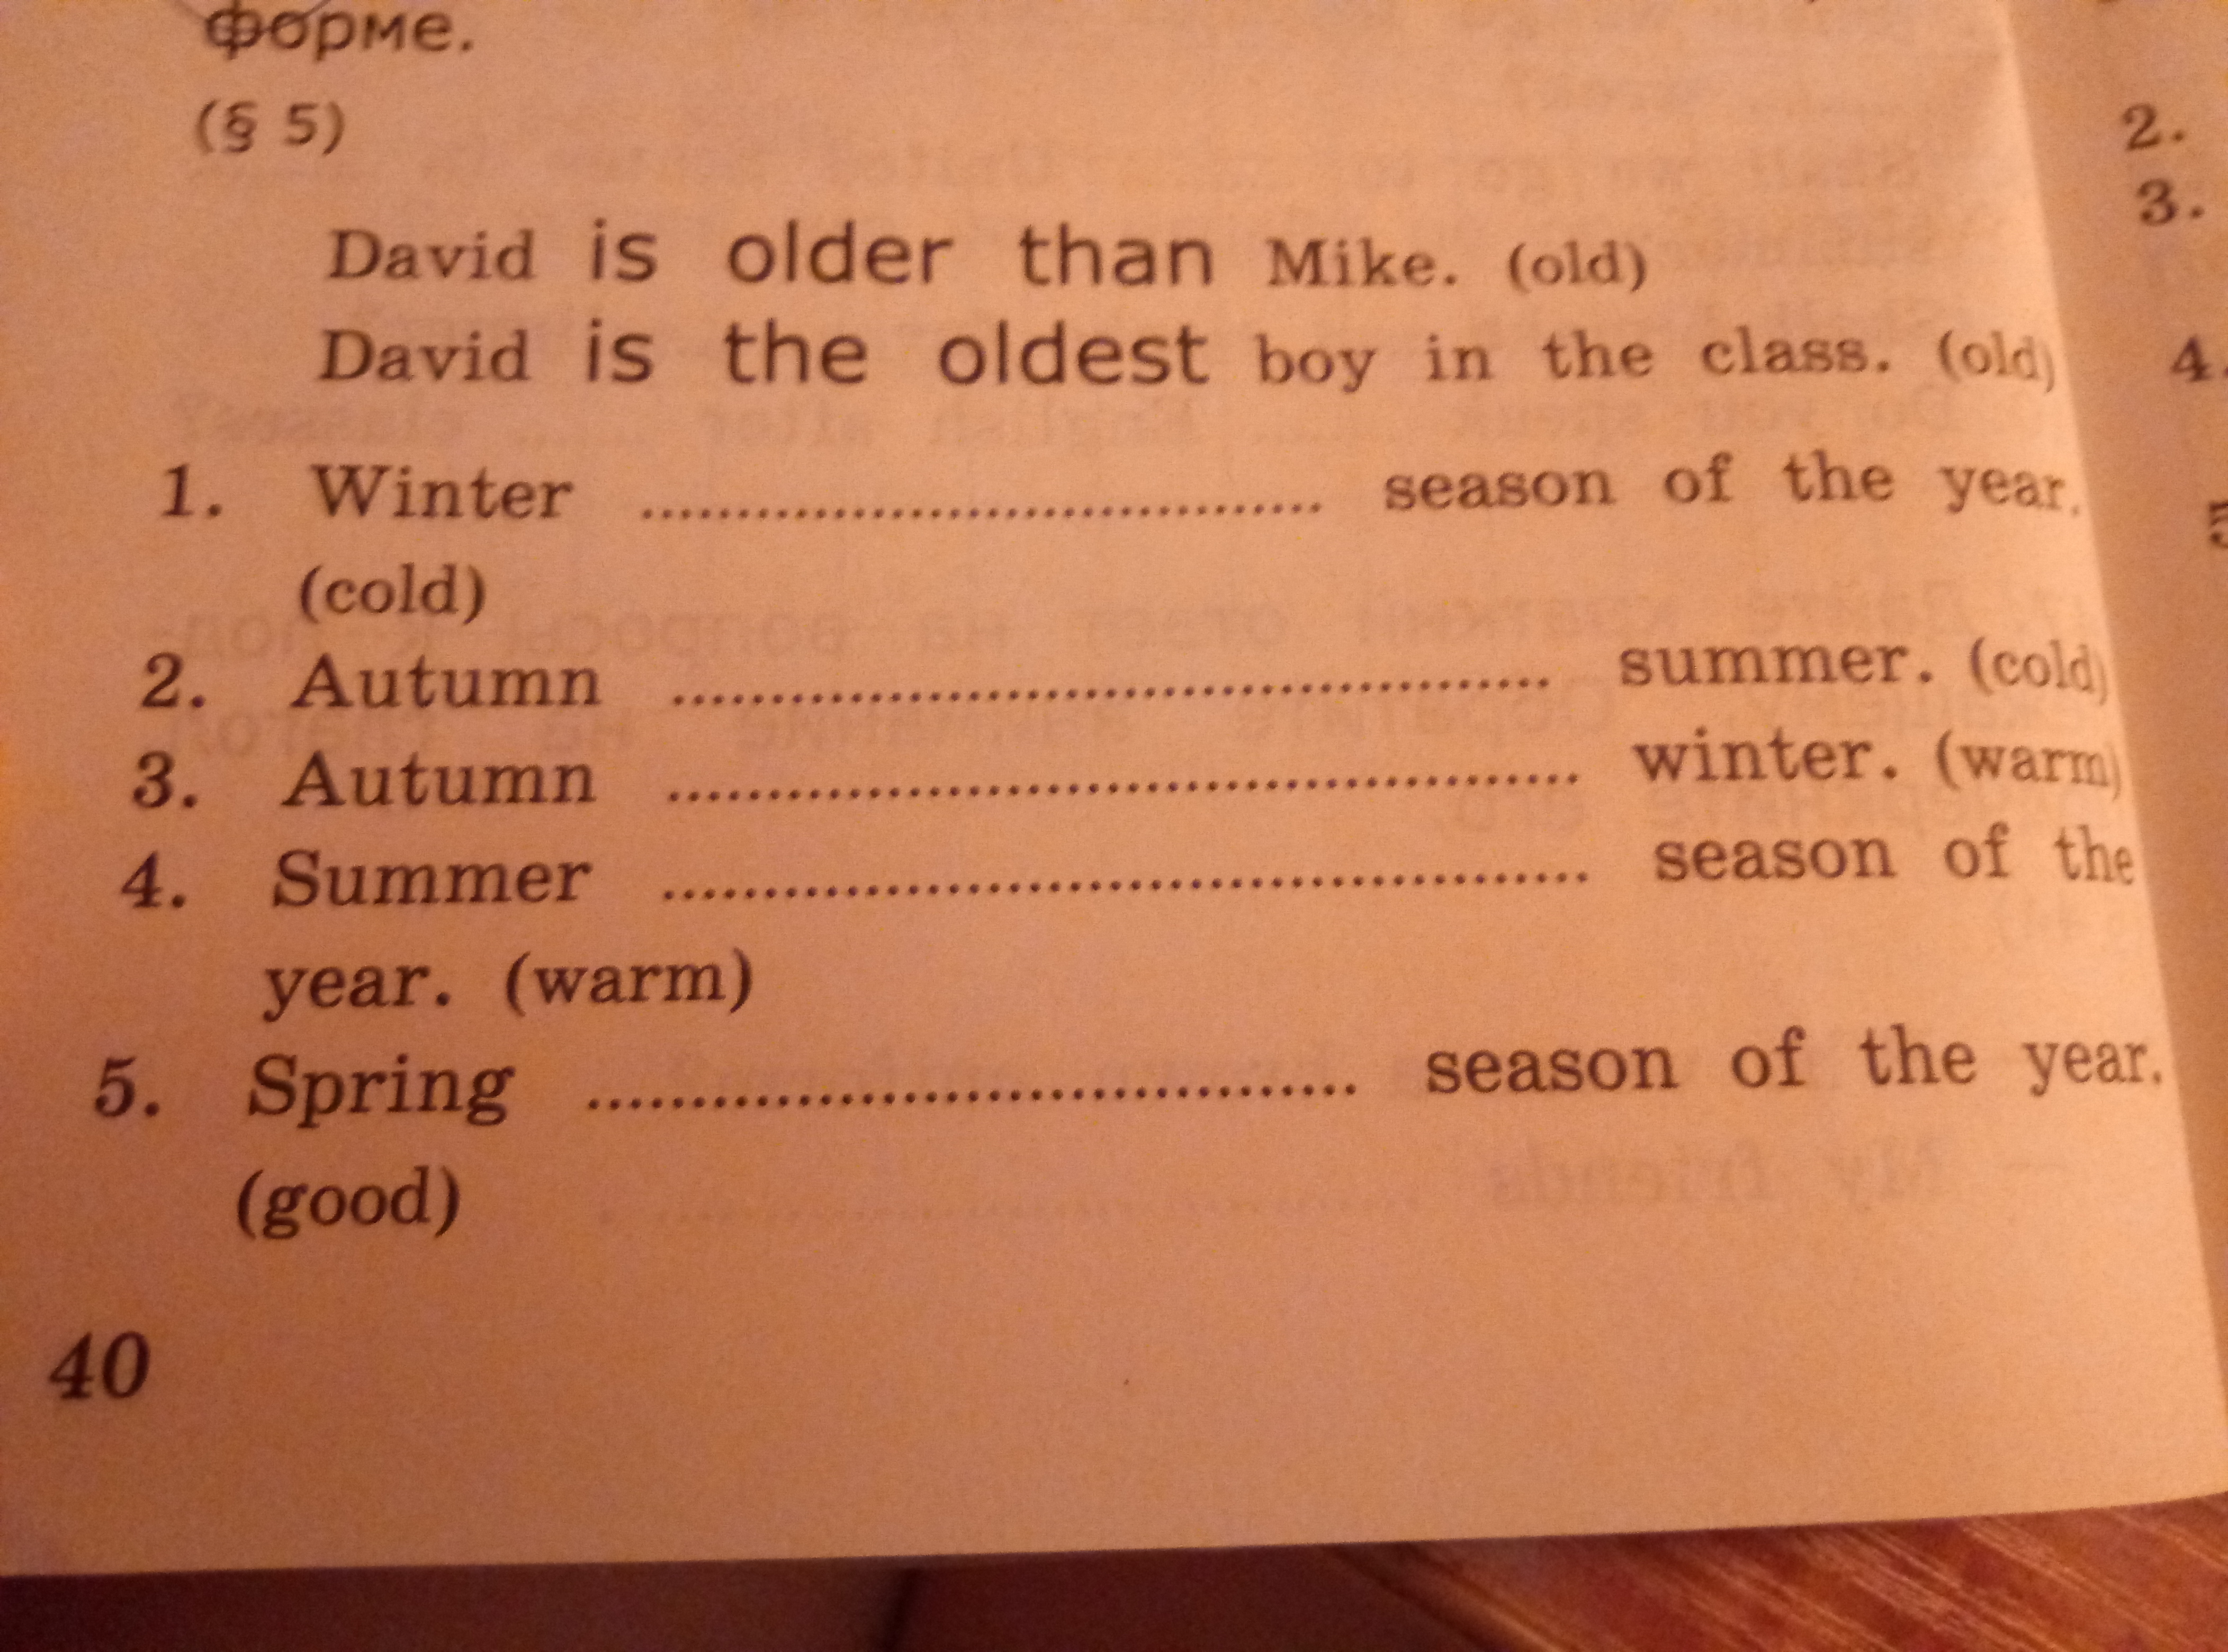 форме.
(§ 5)
David is older than Mike. (old)
David is the oldest boy in the class. (old)
1. Winter .................................... season of the year.
(cold)
2. Autumn .......................................... summer. (cold)
3. Autumn ............................................ winter. (warm)
4. Summer ............................................ season of the
year. (warm)
5. Spring ..................................... season of the year.
(good)
40
2.
3.
4.
5